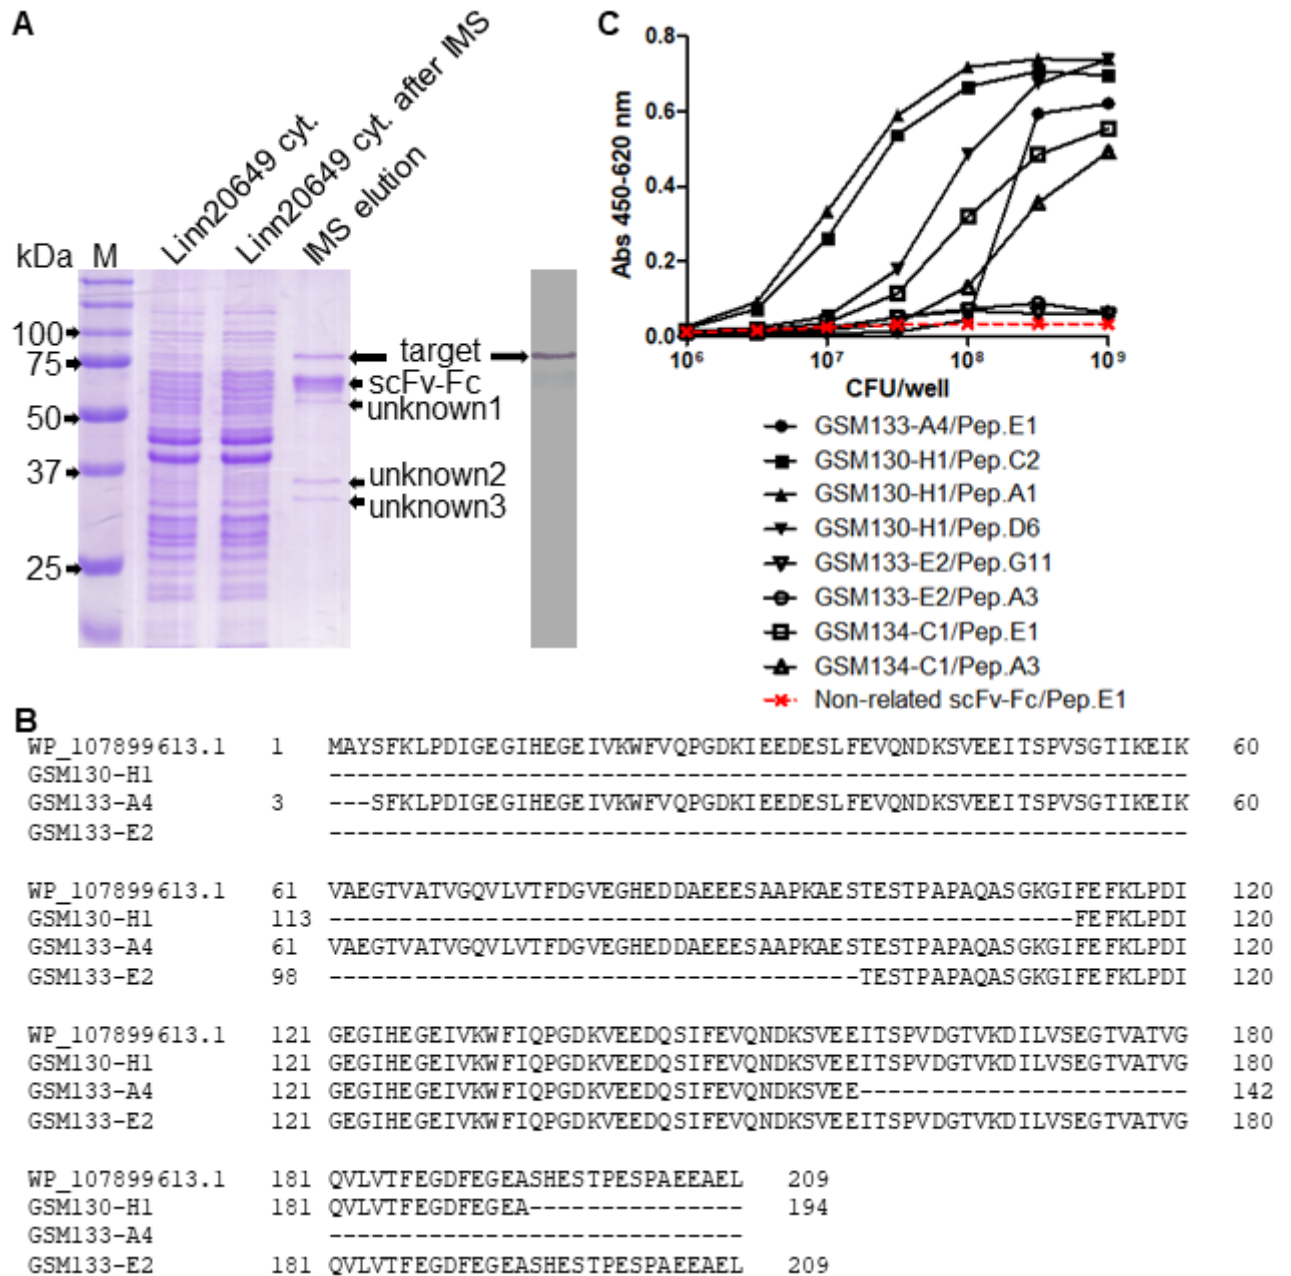 A
Linn20649 cyt.
Linn20649 cyt. after IMS
IMS elution
kDa M
100
75
50
37
25
target
scFv-Fc
unknown1
unknown2
unknown3
C
Abs 450-620 nm
0.8
0.6
0.4
0.2
0.0
10⁶ 10⁷ 10⁸ 10⁹
CFU/well
GSM133-A4/Pep.E1
GSM130-H1/Pep.C2
GSM130-H1/Pep.A1
GSM130-H1/Pep.D6
GSM133-E2/Pep.G11
GSM133-E2/Pep.A3
GSM134-C1/Pep.E1
GSM134-C1/Pep.A3
Non-related scFv-Fc/Pep.E1
B
WP_107899613.1 1 MAYSFKLPDIGEGIHEGEIVKWFVQPGDKIEEDESLFEVQNDKSVEEITSPVSGTIKEIK 60
GSM130-H1 ------------------------------------------------------------
GSM133-A4 3 ---SFKLPDIGEGIHEGEIVKWFVQPGDKIEEDESLFEVQNDKSVEEITSPVSGTIKEIK 60
GSM133-E2 ------------------------------------------------------------
WP_107899613.1 61 VAEGTVATVGQVLVTFDGVEGHEDDAEEESAAPKAESTESTPAPAQASGKGIFEFKLPDI 120
GSM130-H1 113 ----------------------------------------------------FEFKLPDI 120
GSM133-A4 61 VAEGTVATVGQVLVTFDGVEGHEDDAEEESAAPKAESTESTPAPAQASGKGIFEFKLPDI 120
GSM133-E2 98 -------------------------------------TESTPAPAQASGKGIFEFKLPDI 120
WP_107899613.1 121 GEGIHEGEIVKWFIQPGDKVEEDQSIFEVQNDKSVEEITSPVDGTVKDILVSEGTVATVG 180
GSM130-H1 121 GEGIHEGEIVKWFIQPGDKVEEDQSIFEVQNDKSVEEITSPVDGTVKDILVSEGTVATVG 180
GSM133-A4 121 GEGIHEGEIVKWFIQPGDKVEEDQSIFEVQNDKSVEE----------------------- 142
GSM133-E2 121 GEGIHEGEIVKWFIQPGDKVEEDQSIFEVQNDKSVEEITSPVDGTVKDILVSEGTVATVG 180
WP_107899613.1 181 QVLVTFEGDFEGEASHESTPESPAEEAEL 209
GSM130-H1 181 QVLVTFEGDFEGEA--------------- 194
GSM133-A4 -----------------------------
GSM133-E2 181 QVLVTFEGDFEGEASHESTPESPAEEAEL 209